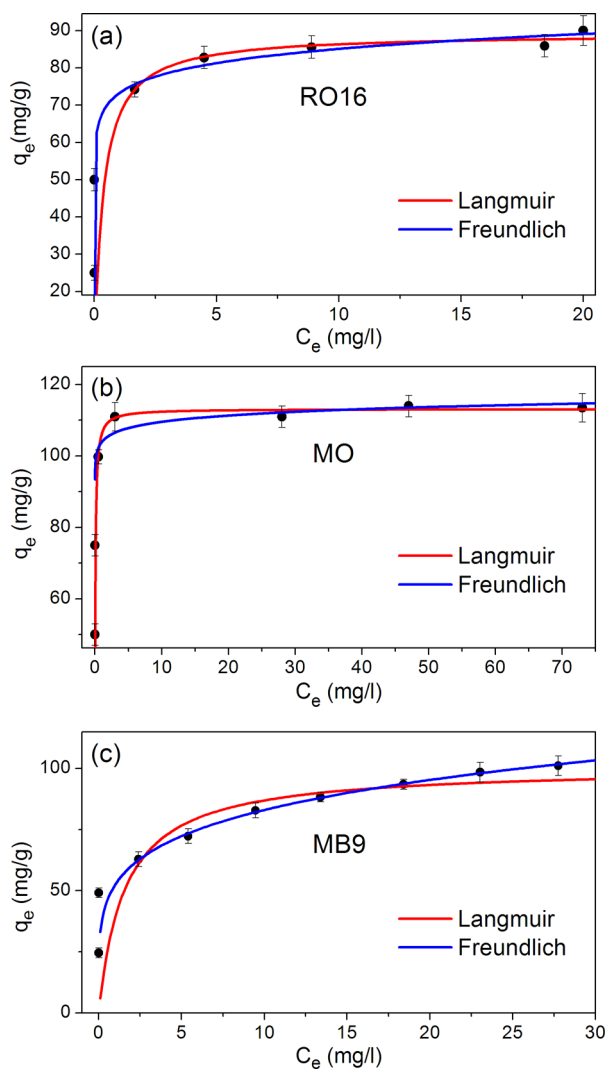 (a)
90
80
70
60
50
40
30
20
qe(mg/g)
RO16
Langmuir
Freundlich
0 5 10 15 20
Ce (mg/l)
(b)
120
100
80
60
qe (mg/g)
MO
Langmuir
Freundlich
0 10 20 30 40 50 60 70
Ce (mg/l)
(c)
100
50
0
qe (mg/g)
MB9
Langmuir
Freundlich
0 5 10 15 20 25 30
Ce (mg/l)